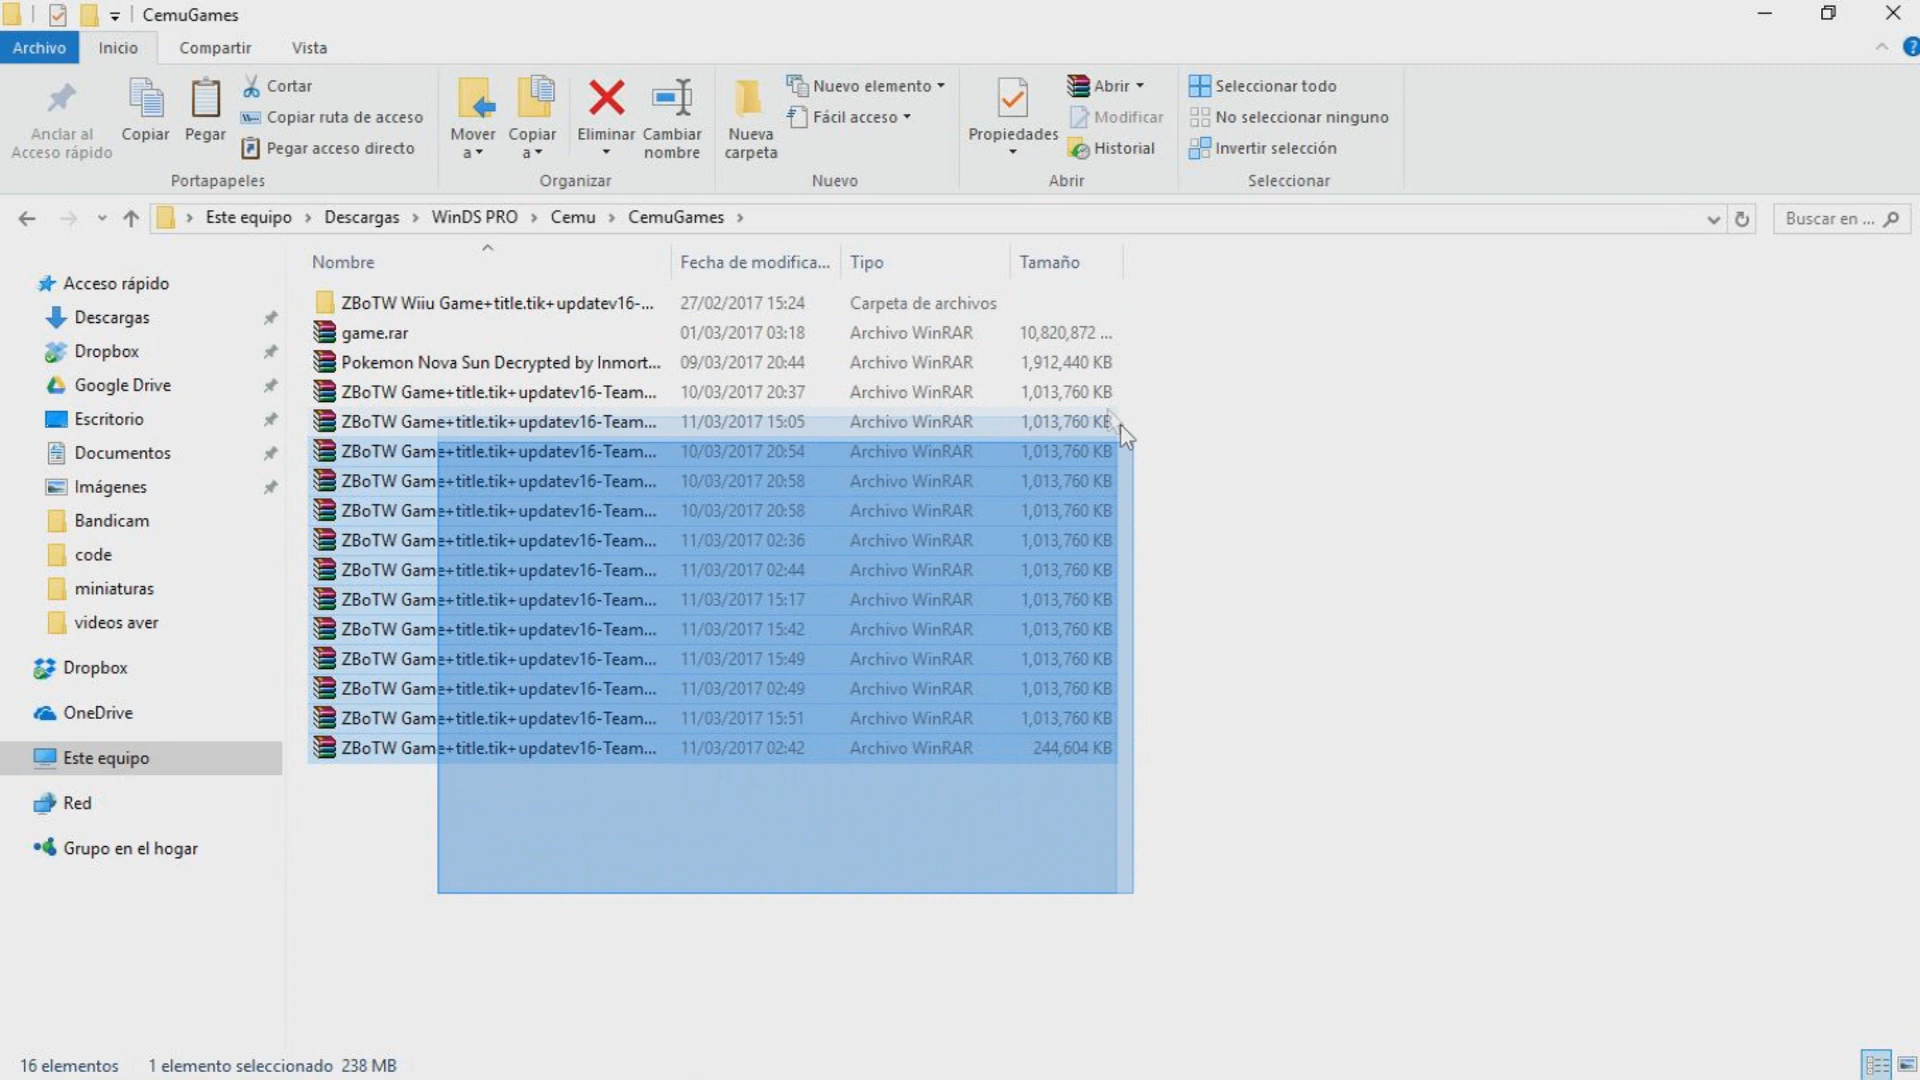 CemuGames
Archivo Inicio Compartir Vista
Anclar al Acceso rápido
Copiar
Pegar
Cortar
Copiar ruta de acceso
Pegar acceso directo
Portapapeles
Mover a
Copiar a
Eliminar
Cambiar nombre
Organizar
Nueva carpeta
Nuevo elemento
Fácil acceso
Nuevo
Propiedades
Abrir
Modificar
Historial
Abrir
Seleccionar todo
No seleccionar ninguno
Invertir selección
Seleccionar
Este equipo > Descargas > WinDS PRO > Cemu > CemuGames >
Buscar en ...
Acceso rápido
Descargas
Dropbox
Google Drive
Escritorio
Documentos
Imágenes
Bandicam
code
miniaturas
videos aver
Dropbox
OneDrive
Este equipo
Red
Grupo en el hogar
Nombre Fecha de modifica... Tipo Tamaño
ZBoTW Wiiu Game+title.tik+updatev16-... 27/02/2017 15:24 Carpeta de archivos
game.rar 01/03/2017 03:18 Archivo WinRAR 10,820,872 ...
Pokemon Nova Sun Decrypted by Inmort... 09/03/2017 20:44 Archivo WinRAR 1,912,440 KB
ZBoTW Game+title.tik+updatev16-Team... 10/03/2017 20:37 Archivo WinRAR 1,013,760 KB
ZBoTW Game+title.tik+updatev16-Team... 11/03/2017 15:05 Archivo WinRAR 1,013,760 KB
ZBoTW Game+title.tik+updatev16-Team... 10/03/2017 20:54 Archivo WinRAR 1,013,760 KB
ZBoTW Game+title.tik+updatev16-Team... 10/03/2017 20:58 Archivo WinRAR 1,013,760 KB
ZBoTW Game+title.tik+updatev16-Team... 10/03/2017 20:58 Archivo WinRAR 1,013,760 KB
ZBoTW Game+title.tik+updatev16-Team... 11/03/2017 02:36 Archivo WinRAR 1,013,760 KB
ZBoTW Game+title.tik+updatev16-Team... 11/03/2017 02:44 Archivo WinRAR 1,013,760 KB
ZBoTW Game+title.tik+updatev16-Team... 11/03/2017 15:17 Archivo WinRAR 1,013,760 KB
ZBoTW Game+title.tik+updatev16-Team... 11/03/2017 15:42 Archivo WinRAR 1,013,760 KB
ZBoTW Game+title.tik+updatev16-Team... 11/03/2017 15:49 Archivo WinRAR 1,013,760 KB
ZBoTW Game+title.tik+updatev16-Team... 11/03/2017 02:49 Archivo WinRAR 1,013,760 KB
ZBoTW Game+title.tik+updatev16-Team... 11/03/2017 15:51 Archivo WinRAR 1,013,760 KB
ZBoTW Game+title.tik+updatev16-Team... 11/03/2017 02:42 Archivo WinRAR 244,604 KB
16 elementos 1 elemento seleccionado 238 MB